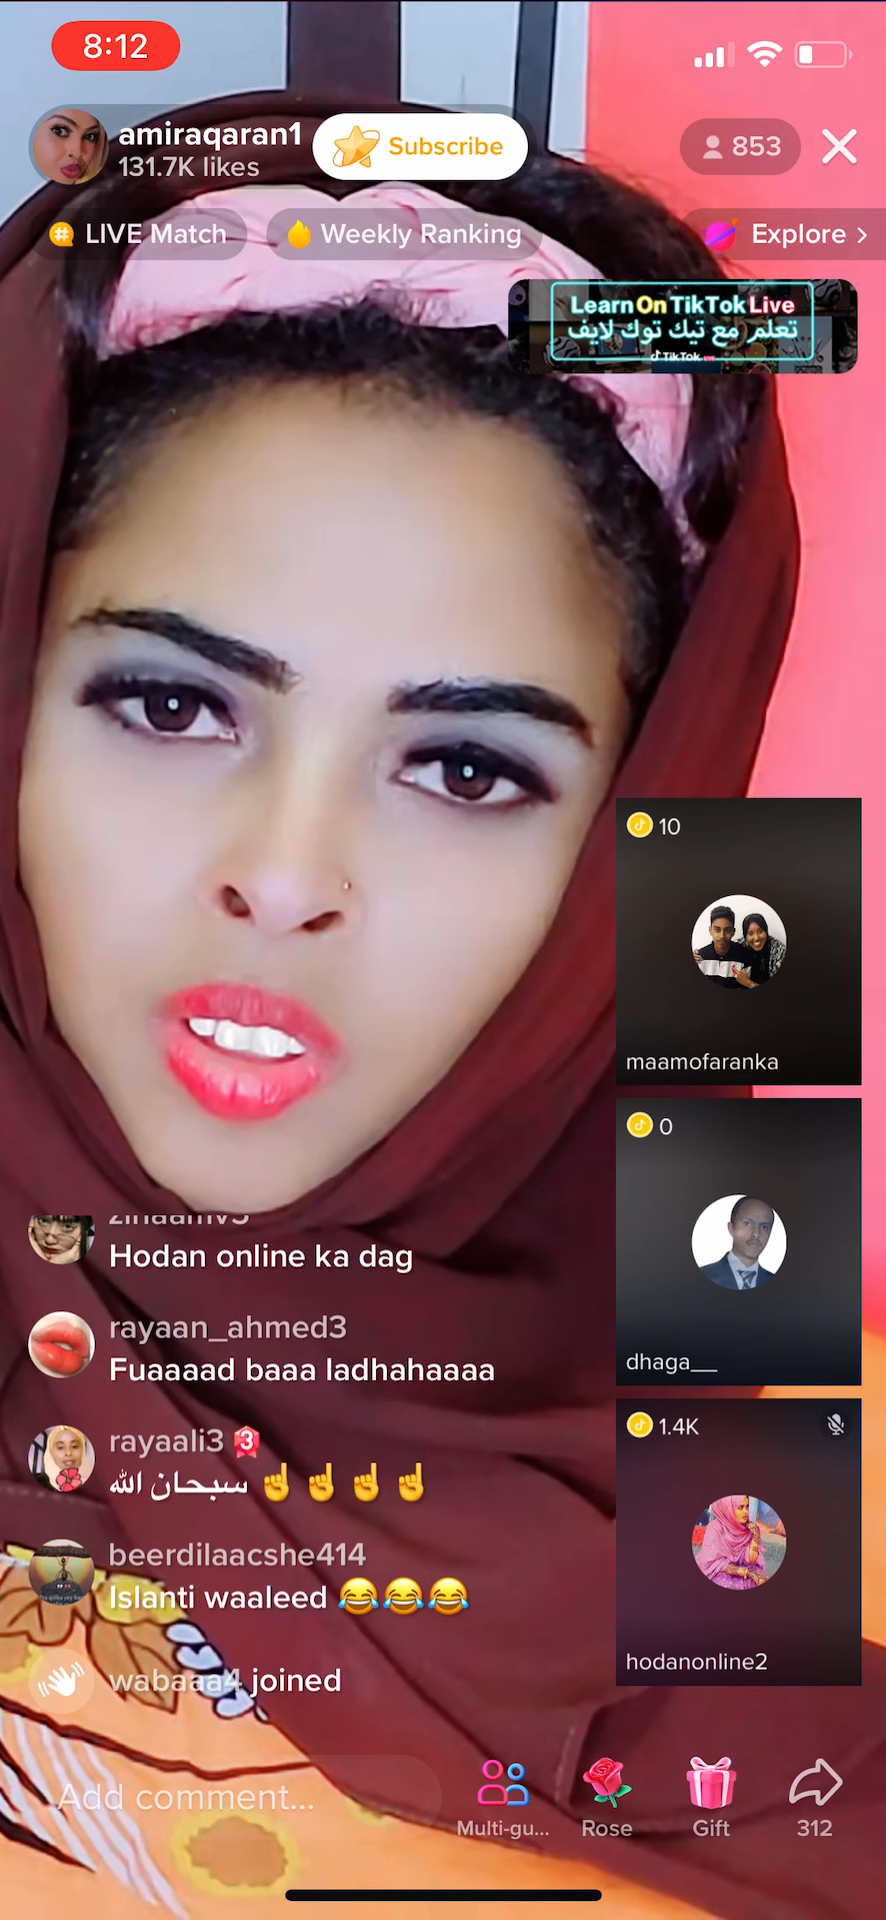 8:12
amiraqaran1
131.7K likes
Subscribe
853
LIVE Match
Weekly Ranking
Explore >
Learn On TikTok Live
تعلم مع تيك توك لايف
TikTok LIVE
10
maamofaranka
0
dhaga__
1.4K
hodanonline2
Hodan online ka dag
rayaan_ahmed3
Fuaaaad baaa ladhahaaaa
rayaali3 3
سبحان الله ☝️☝️☝️☝️
beerdilaacshe414
Islanti waaleed 😂😂😂
wabaaa4 joined
Add comment...
Multi-gu...
Rose
Gift
312